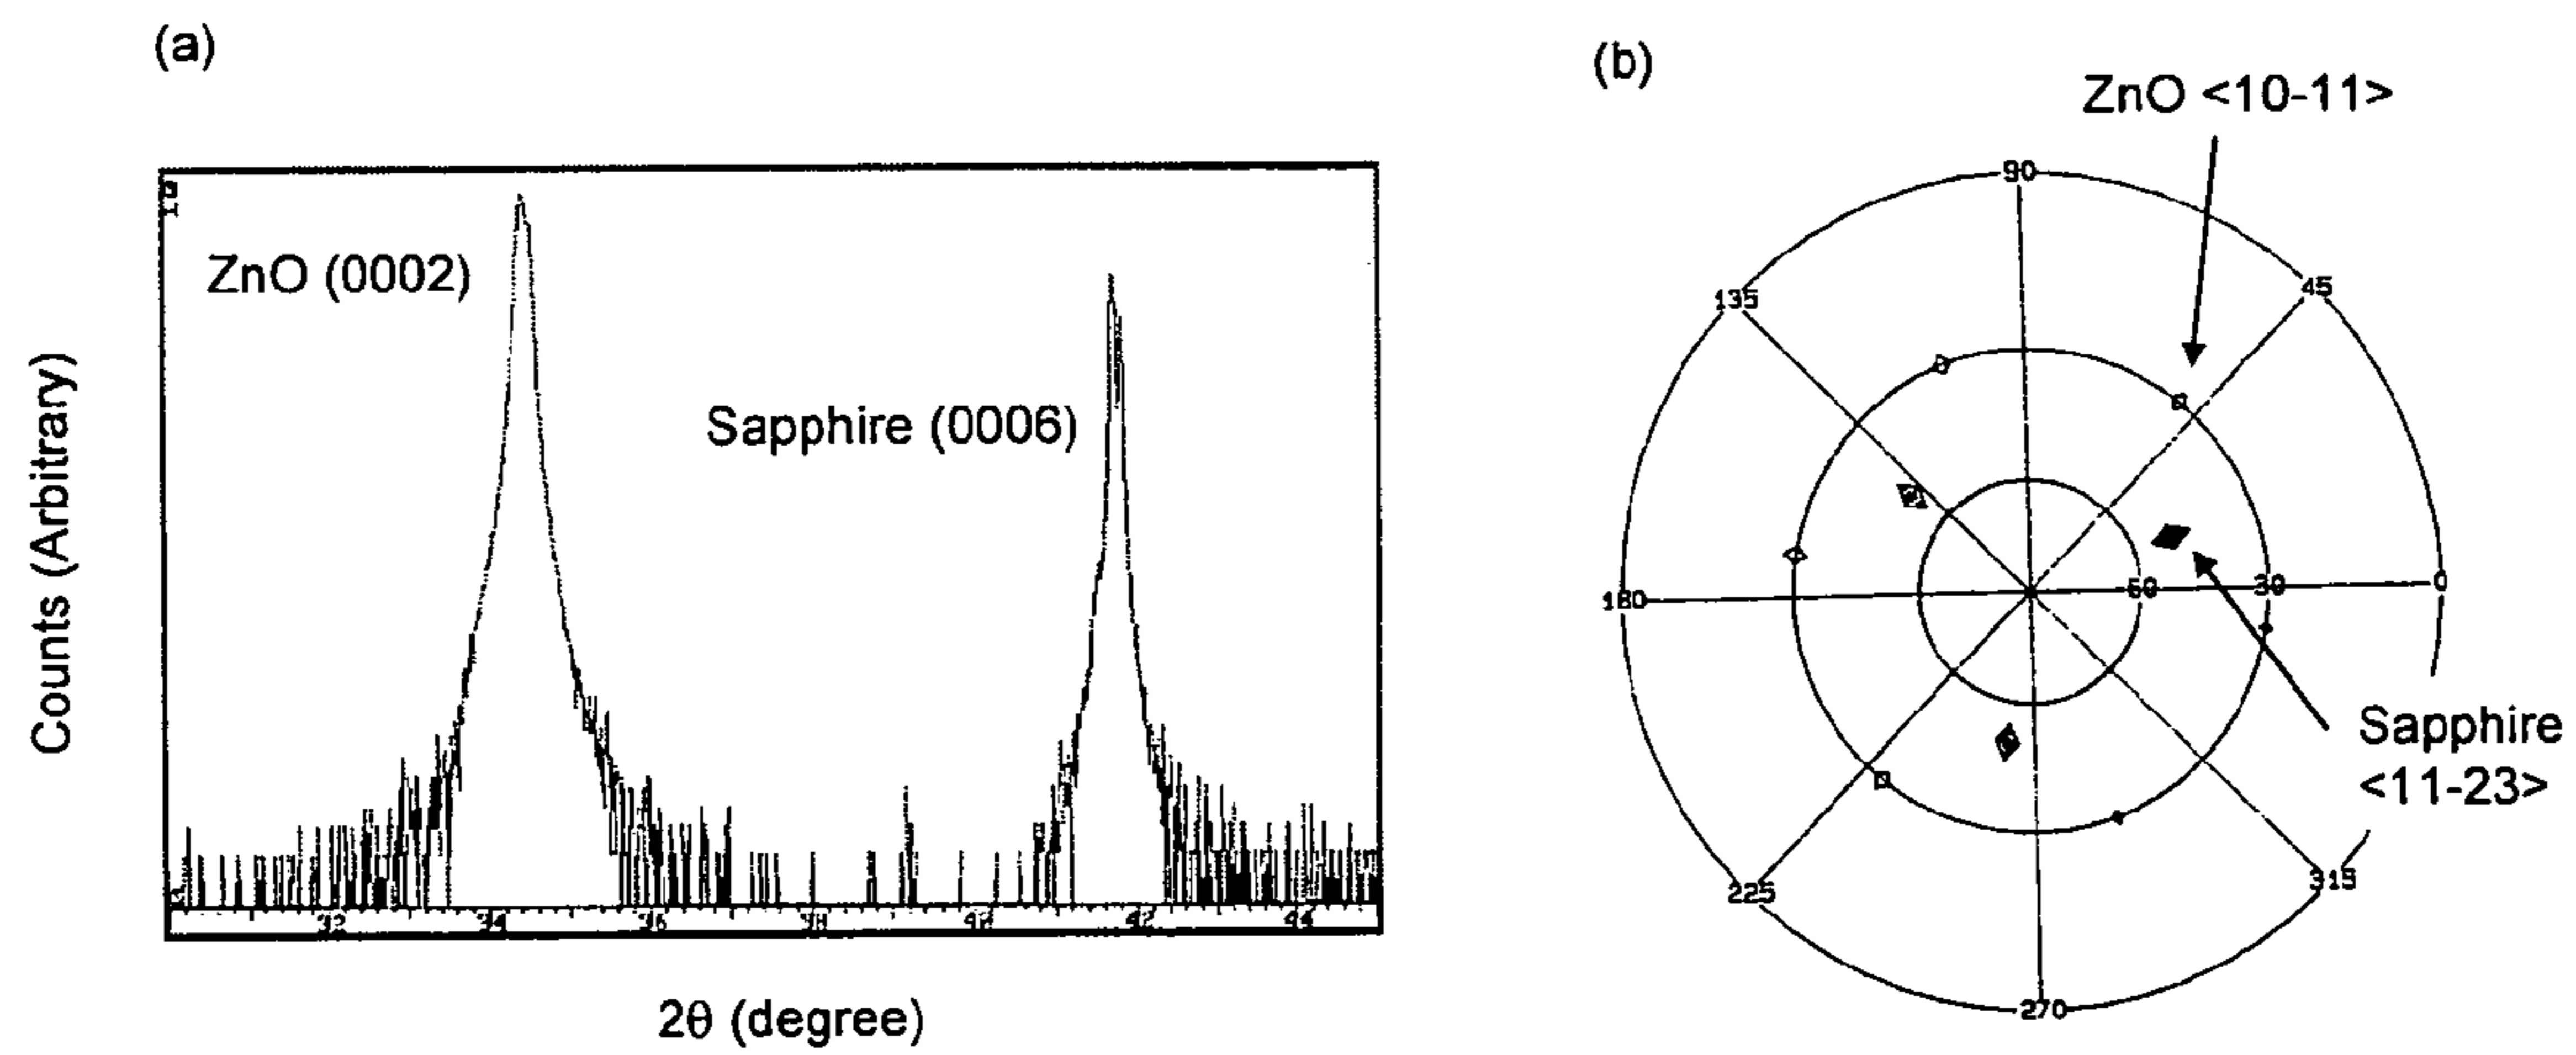 (a)
ZnO (0002)
Sapphire (0006)
Counts (Arbitrary)
32 34 36 38 40 42 44
2θ (degree)
(b)
ZnO <10-11>
90
45
135
180
60
30
0
225
315
270
Sapphire
<11-23>